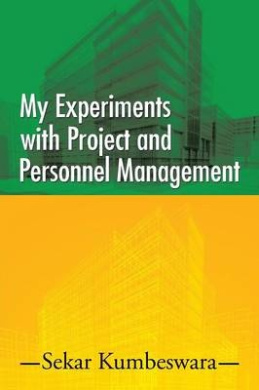 My Experiments
with Project and
Personnel Management
—Sekar Kumbeswara—